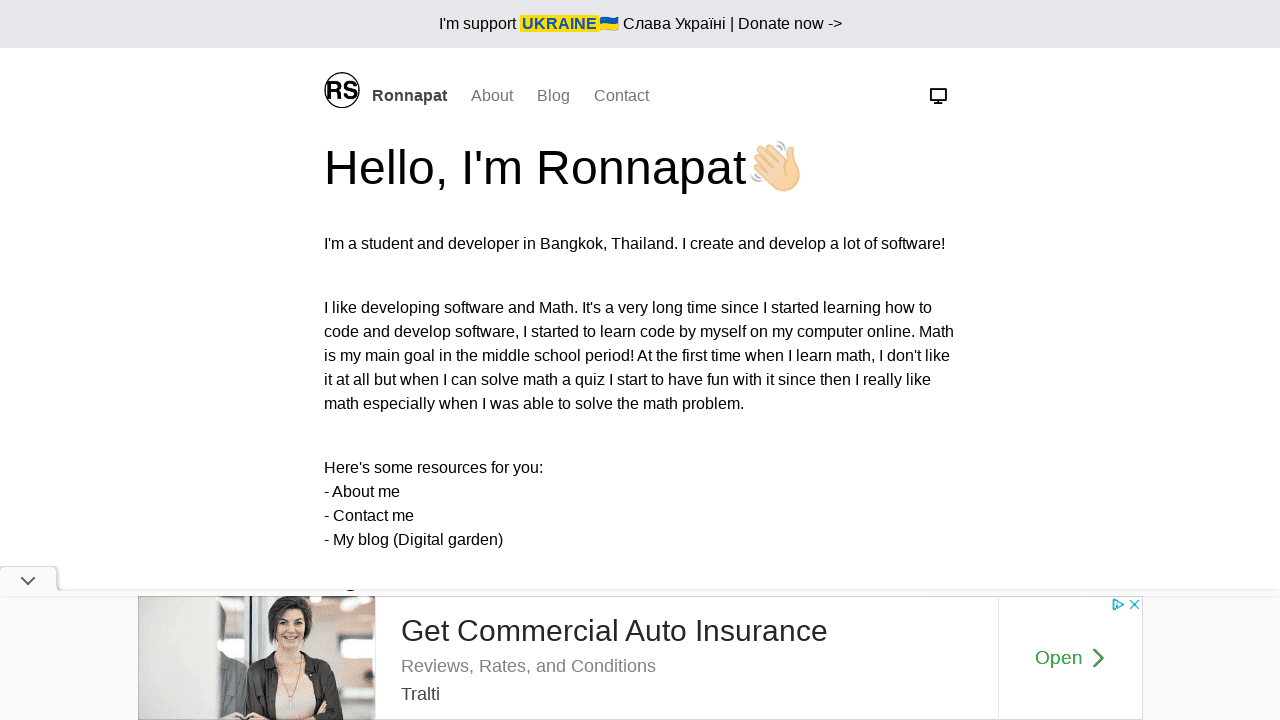 I'm support UKRAINE🇺🇦 Слава Україні | Donate now ->
RS Ronnapat About Blog Contact
Hello, I'm Ronnapat👋🏻
I'm a student and developer in Bangkok, Thailand. I create and develop a lot of software!
I like developing software and Math. It's a very long time since I started learning how to
code and develop software, I started to learn code by myself on my computer online. Math
is my main goal in the middle school period! At the first time when I learn math, I don't like
it at all but when I can solve math a quiz I start to have fun with it since then I really like
math especially when I was able to solve the math problem.
Here's some resources for you:
- About me
- Contact me
- My blog (Digital garden)
Get Commercial Auto Insurance
Reviews, Rates, and Conditions
Tralti
Open